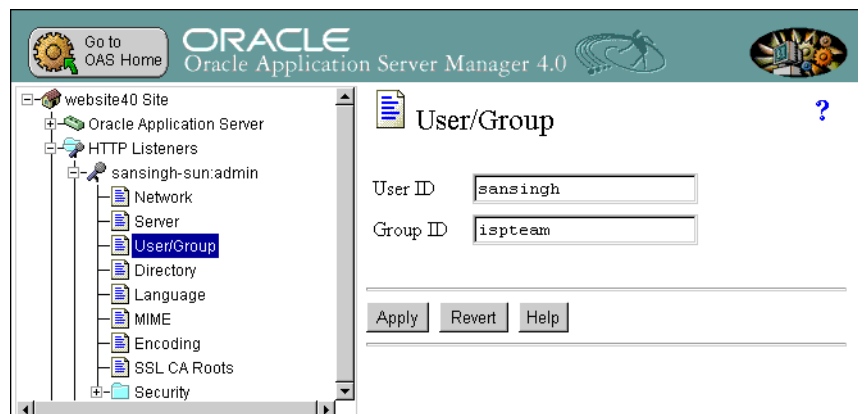 Go to
OAS Home
ORACLE
Oracle Application Server Manager 4.0
website40 Site
Oracle Application Server
HTTP Listeners
sansingh-sun:admin
Network
Server
User/Group
Directory
Language
MIME
Encoding
SSL CA Roots
Security
User/Group
?
User ID sansingh
Group ID ispteam
Apply Revert Help